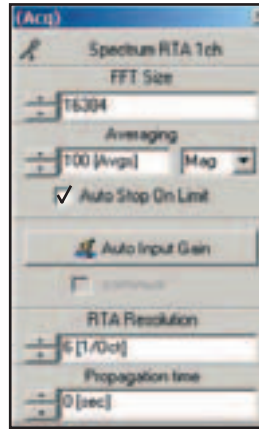 (Acq)
Spectrum RTA 1ch
FFT Size
16384
Averaging
100 [Avgs] Mag
Auto Stop On Limit
Auto Input Gain
RTA Resolution
6 [1/Oct]
Propagation time
0 [sec]